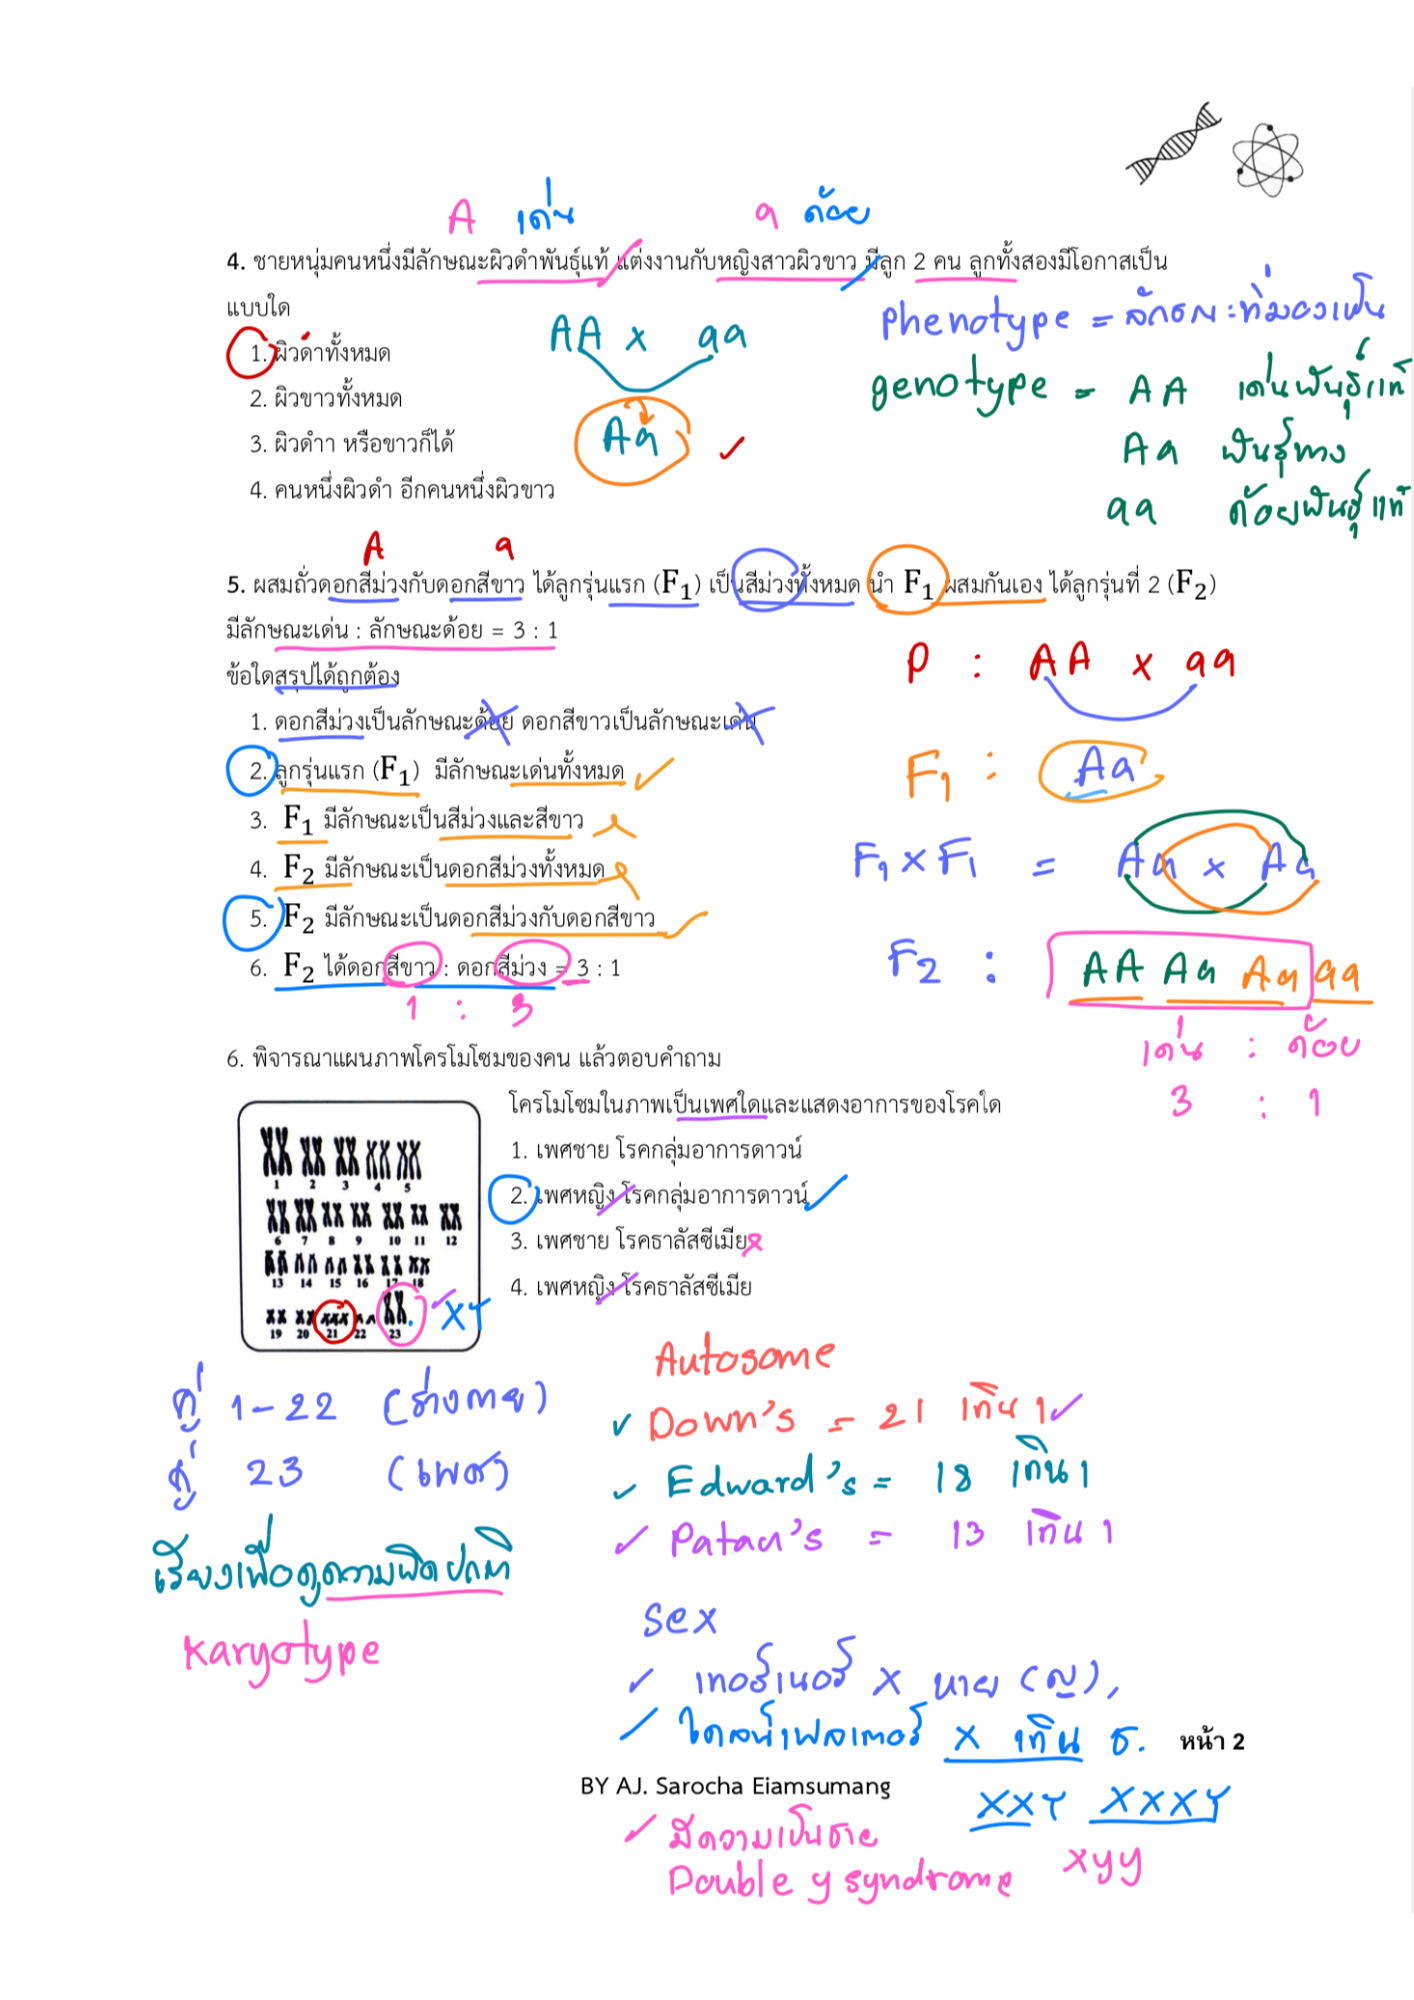 A เด่น a ด้อย
4. ชายหนุ่มคนหนึ่งมีลักษณะผิวดำพันธุ์แท้ แต่งงานกับหญิงสาวผิวขาว มีลูก 2 คน ลูกทั้งสองมีโอกาสเป็น
แบบใด
Phenotype = ลักษณะที่มองเห็น
1. ผิวดำทั้งหมด
AA x aa
genotype = AA เด่นพันธุ์แท้
2. ผิวขาวทั้งหมด
3. ผิวดำา หรือขาวก็ได้
Aa
Aa พันธุ์ทาง
4. คนหนึ่งผิวดำ อีกคนหนึ่งผิวขาว
aa ด้อยพันธุ์แท้
A a
5. ผสมถั่วดอกสีม่วงกับดอกสีขาว ได้ลูกรุ่นแรก (F₁) เป็นสีม่วงทั้งหมด นำ F₁ ผสมกันเอง ได้ลูกรุ่นที่ 2 (F₂)
มีลักษณะเด่น : ลักษณะด้อย = 3 : 1
P : AA x aa
ข้อใดสรุปได้ถูกต้อง
1. ดอกสีม่วงเป็นลักษณะด้อย ดอกสีขาวเป็นลักษณะเด่น
2. ลูกรุ่นแรก (F₁) มีลักษณะเด่นทั้งหมด
F₁ : Aa
3. F₁ มีลักษณะเป็นสีม่วงและสีขาว
4. F₂ มีลักษณะเป็นดอกสีม่วงทั้งหมด
F₁ x F₁ = Aa x Aa
5. F₂ มีลักษณะเป็นดอกสีม่วงกับดอกสีขาว
6. F₂ ได้ดอกสีขาว : ดอกสีม่วง = 3 : 1
F₂ : AA Aa Aa aa
1 : 3
เด่น : ด้อย
3 : 1
6. พิจารณาแผนภาพโครโมโซมของคน แล้วตอบคำถาม
โครโมโซมในภาพเป็นเพศใดและแสดงอาการของโรคใด
1. เพศชาย โรคกลุ่มอาการดาวน์
2. เพศหญิง โรคกลุ่มอาการดาวน์
3. เพศชาย โรคธาลัสซีเมีย
4. เพศหญิง โรคธาลัสซีเมีย
1 2 3 4 5
6 7 8 9 10 11 12
13 14 15 16 17 18
19 20 21 22 23
XY
คู่ 1-22 (ร่างกาย)
คู่ 23 (เพศ)
เรียงเพื่อดูความผิดปกติ
Karyotype
Autosome
Down's = 21 เกิน 1
Edward's = 18 เกิน 1
Patau's = 13 เกิน 1
Sex
เทอร์เนอร์ X หาย (ญ),
ไคลน์เฟลเตอร์ X เกิน ช.
หน้า 2
BY AJ. Sarocha Eiamsumang
XXY XXXY
มีความเป็นชาย
Double y syndrome xyy